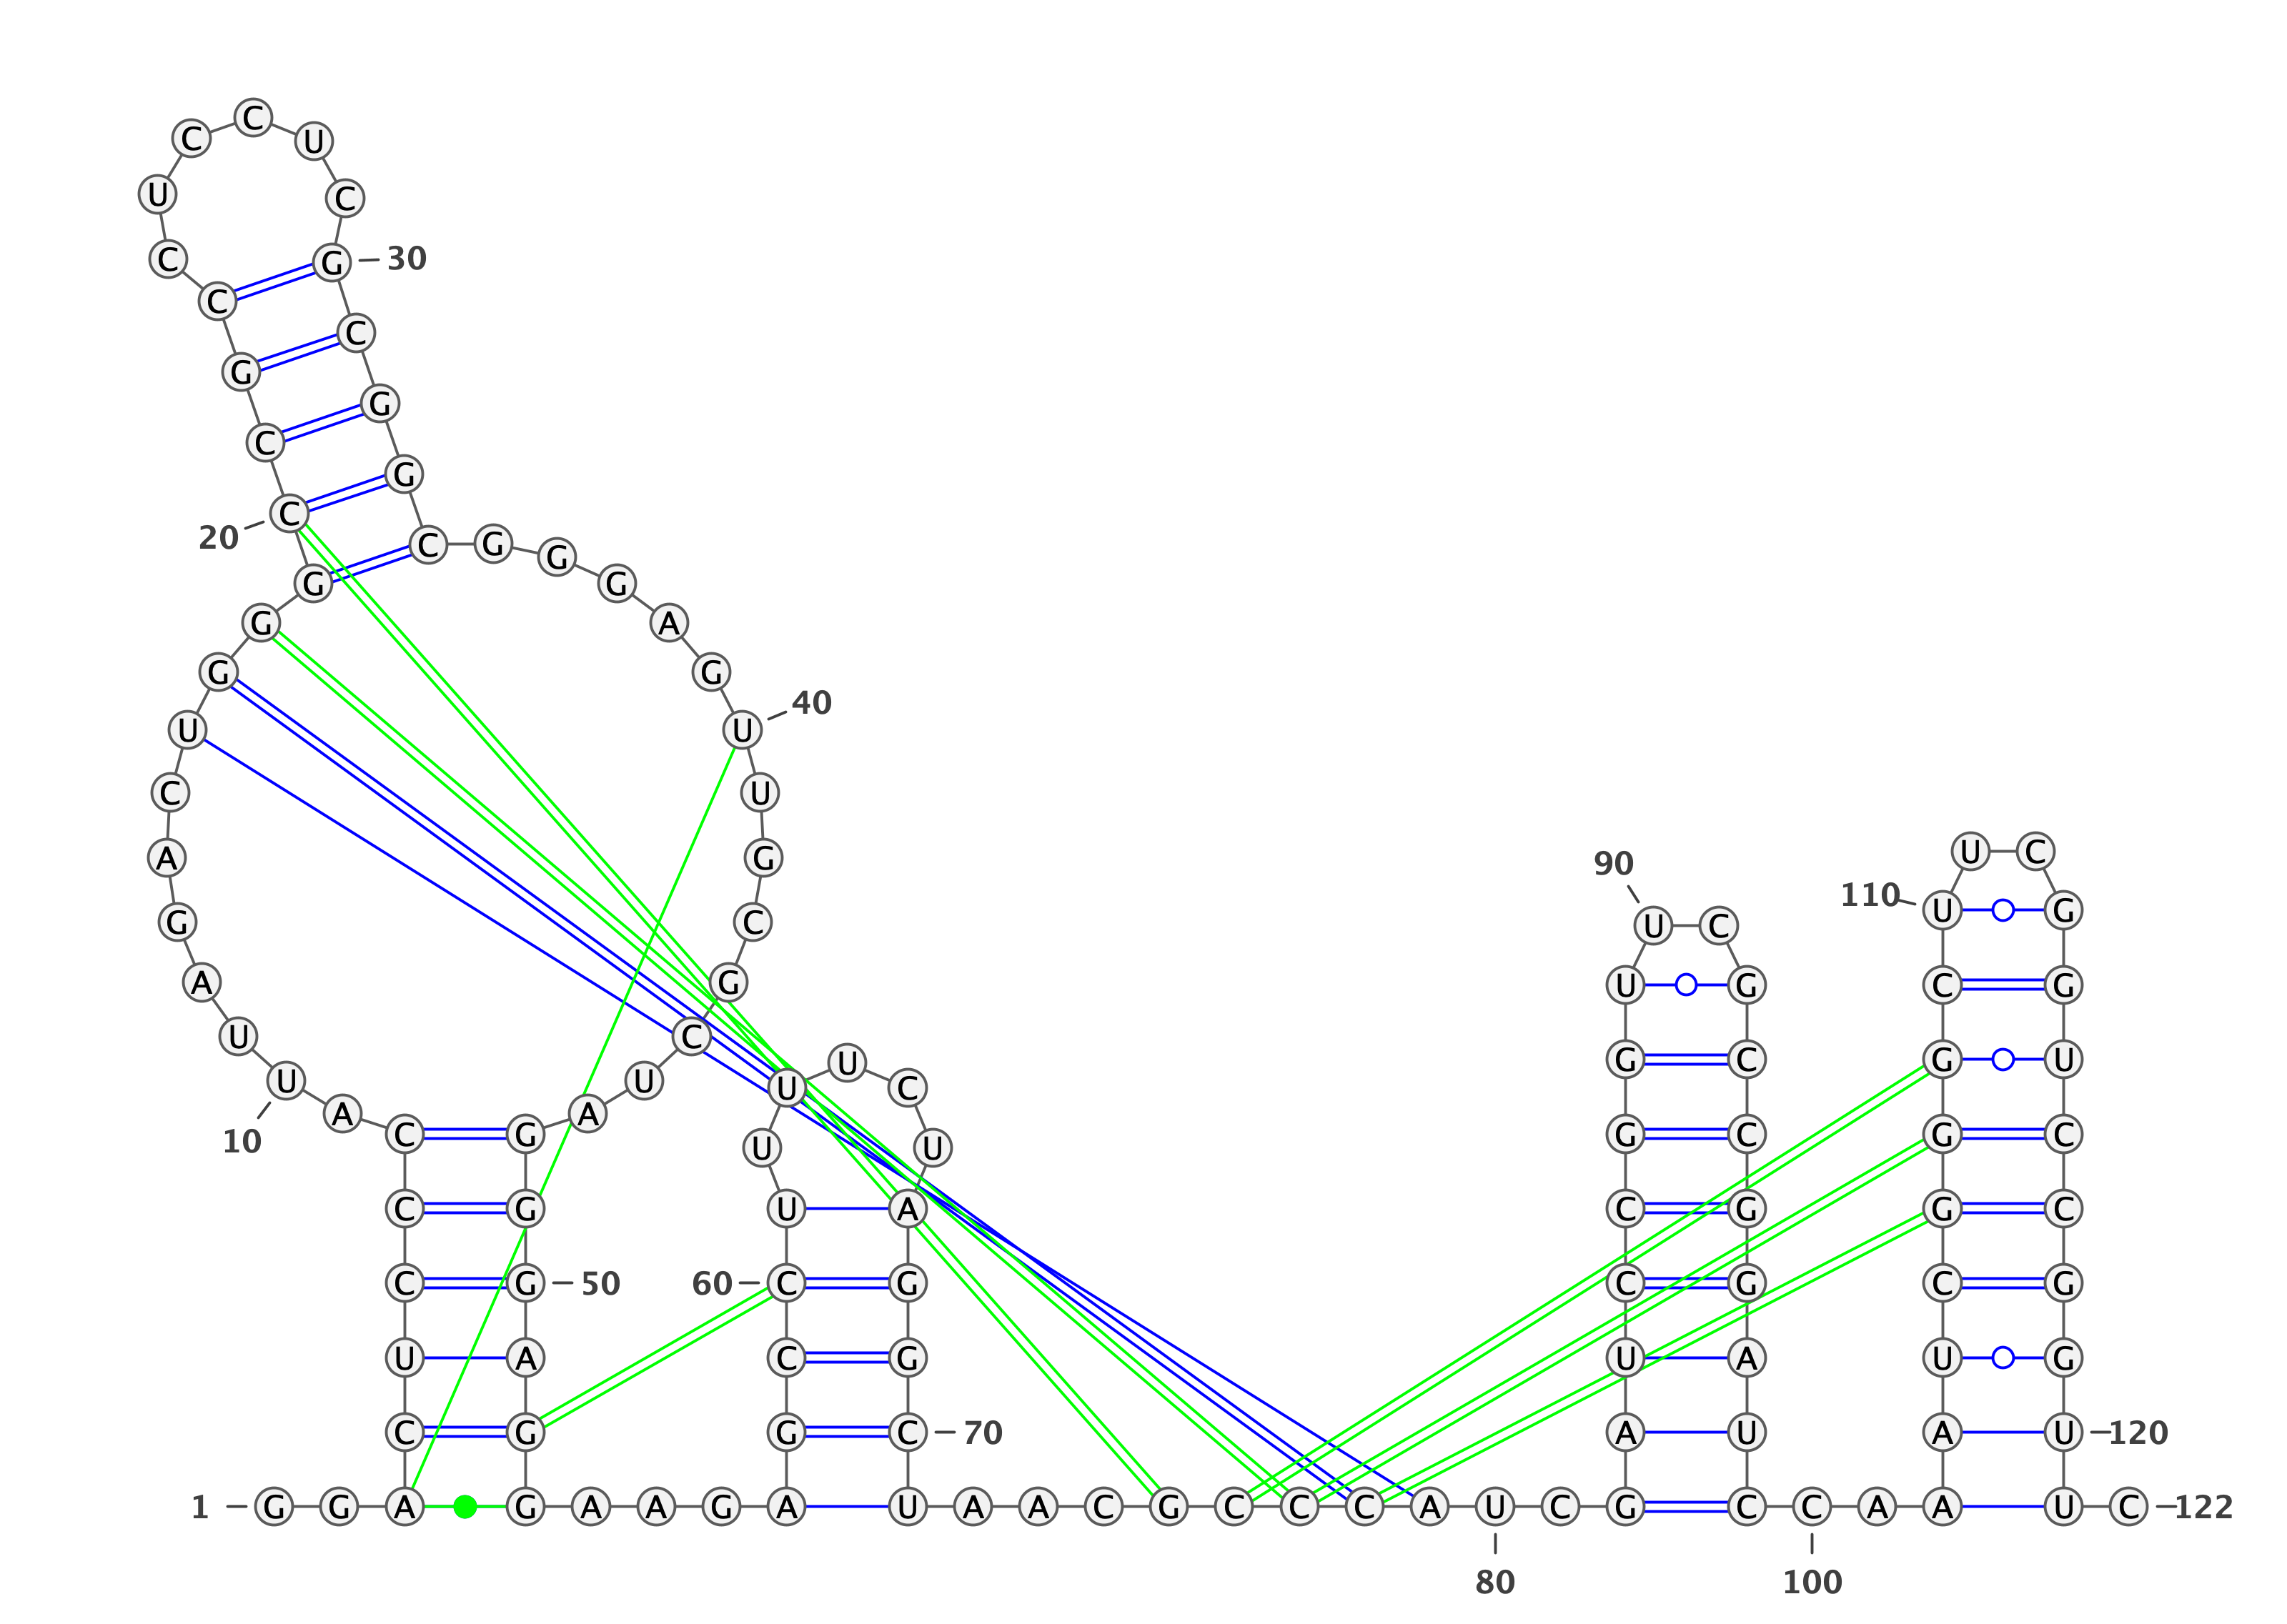 C
C U
U C
C G 30
C C
G G
C G
20 C G
G C G G G
G A
G G
U U 40
C U
A G
G C
A G
U C U C
10 U A U A U U
C G U U
C C G U A
C G 50 60 C G
U A C G
C G G C 70
1 G G A G A A G A U A A C G C C C A U C G C C A A U C 122
80 100
90 U C
U G
G C
G C
C G
C G
U A
A U
U C
110 U G
C G
G U
G C
G C
C G
U G
A U 120